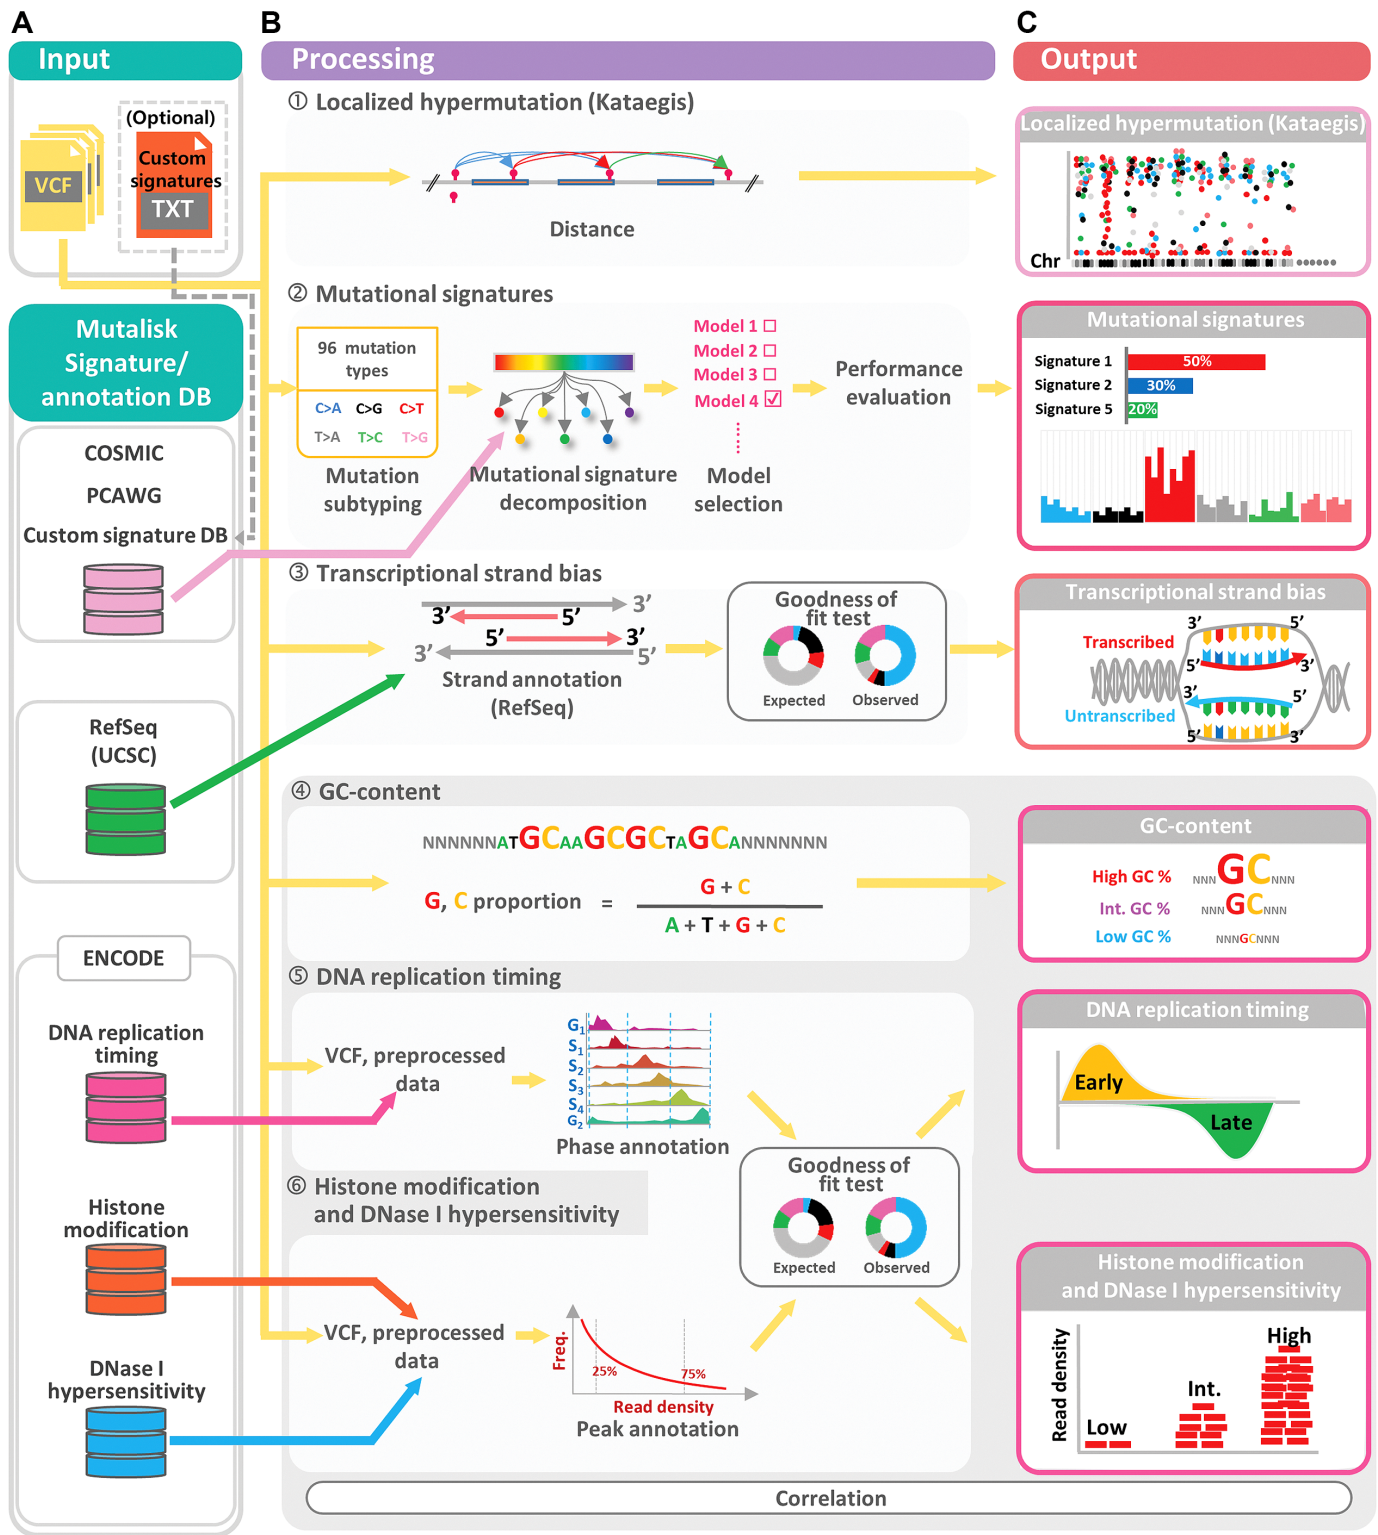 A
B
C
Input
Processing
Output
(Optional)
VCF
Custom
signatures
TXT
Mutalisk
Signature/
annotation DB
COSMIC
PCAWG
Custom signature DB
RefSeq
(UCSC)
ENCODE
DNA replication
timing
Histone
modification
DNase I
hypersensitivity
① Localized hypermutation (Kataegis)
Distance
② Mutational signatures
96 mutation
types
C>A C>G C>T
T>A T>C T>G
Mutation
subtyping
Mutational signature
decomposition
Model 1
Model 2
Model 3
Model 4
Model
selection
Performance
evaluation
③ Transcriptional strand bias
3’
3’ 5’
5’ 3’
3’ 5’
Strand annotation
(RefSeq)
Goodness of
fit test
Expected Observed
④ GC-content
NNNNNNATGCAAGCGCTAGCANNNNNNN
G, C proportion =
G + C
A + T + G + C
⑤ DNA replication timing
VCF, preprocessed
data
G1
S1
S2
S3
S4
G2
Phase annotation
⑥ Histone modification
and DNase I hypersensitivity
Goodness of
fit test
Expected Observed
VCF, preprocessed
data
Freq.
25% 75%
Read density
Peak annotation
Correlation
Localized hypermutation (Kataegis)
Chr
Mutational signatures
Signature 1 50%
Signature 2 30%
Signature 5 20%
Transcriptional strand bias
3’ 5’
Transcribed
5’ 3’
3’ 5’
Untranscribed
5’ 3’
GC-content
High GC % NNNGCNNN
Int. GC % NNNGCNNN
Low GC % NNNGCNNN
DNA replication timing
Early
Late
Histone modification
and DNase I hypersensitivity
Read density
Low
Int.
High